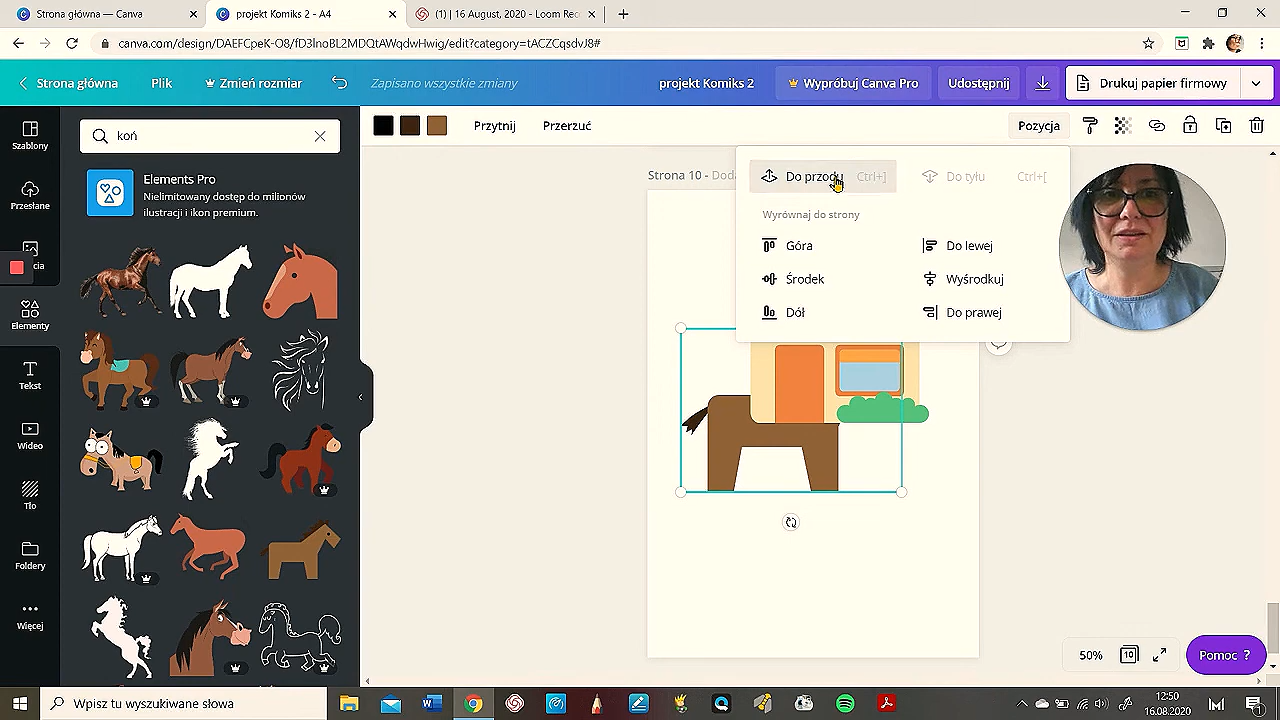 Strona główna — Canva
projekt Komiks 2 - A4
(1) | 16 August, 2020 - Loom Rec
canva.com/design/DAEFCpeK-O8/fD3lnoBL2MDQtAWqdwHwig/edit?category=tACZCqsdvJ8#
Strona główna
Plik
Zmień rozmiar
Zapisano wszystkie zmiany
projekt Komiks 2
Wypróbuj Canva Pro
Udostępnij
Drukuj papier firmowy
Szablony
Przesłane
cia
Elementy
Tekst
Wideo
Tło
Foldery
Więcej
koń
Elements Pro
Nielimitowany dostęp do milionów
ilustracji i ikon premium.
Przytnij
Przerzuć
Pozycja
Strona 10 - Doda
Do przodu Ctrl+]
Do tyłu Ctrl+[
Wyrównaj do strony
Góra
Do lewej
Środek
Wyśrodkuj
Dół
Do prawej
50%
10
Pomoc ?
Wpisz tu wyszukiwane słowa
12:50
16.08.2020